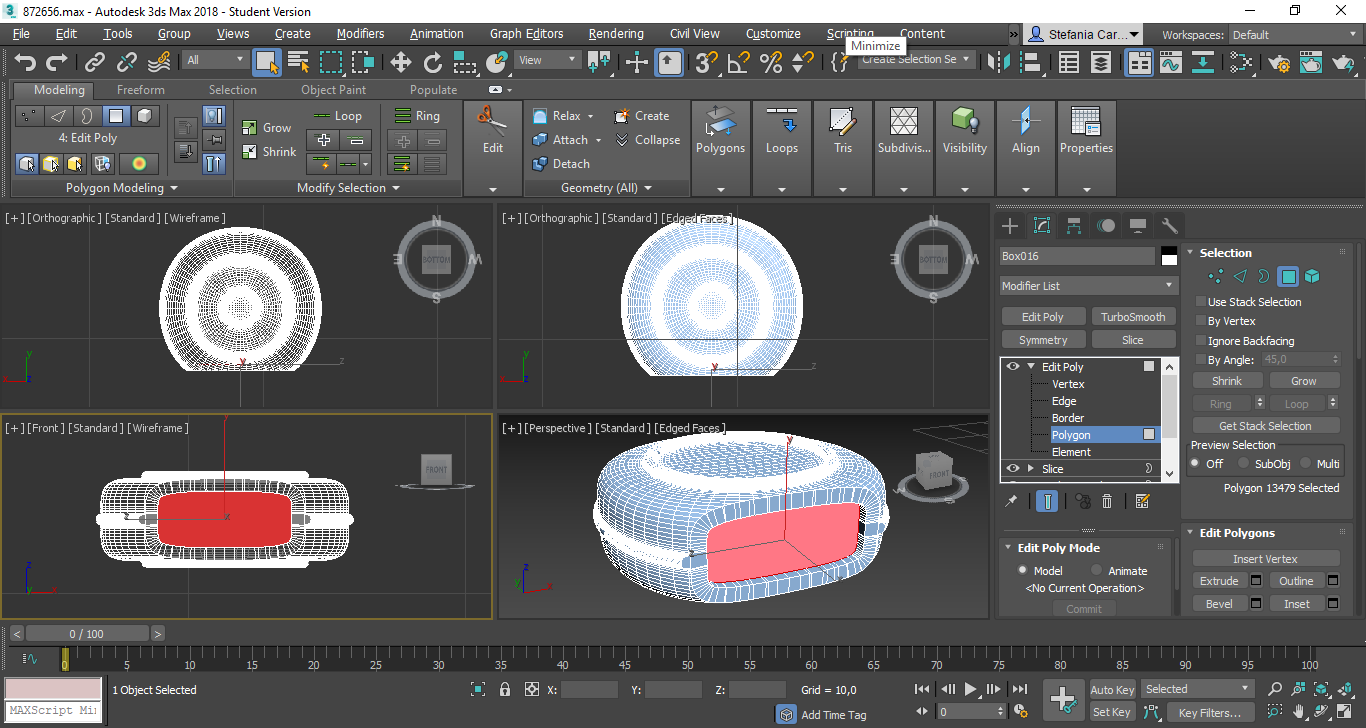 872656.max - Autodesk 3ds Max 2018 - Student Version
File Edit Tools Group Views Create Modifiers Animation Graph Editors Rendering Civil View Customize Scripting Content » Stefania Car... Workspaces: Default
Minimize
All View Create Selection Se
Modeling Freeform Selection Object Paint Populate
4: Edit Poly
Polygon Modeling
Grow
Shrink
Loop
Ring
Modify Selection
Edit
Relax Create
Attach Collapse
Detach
Geometry (All)
Polygons Loops Tris Subdivis... Visibility Align Properties
[+] [Orthographic] [Standard] [Wireframe]
BOTTOM
N
E W
S
y
z
x
[+] [Orthographic] [Standard] [Edged Faces]
BOTTOM
N
E W
S
y
z
[+] [Front] [Standard] [Wireframe]
FRONT
z
x
[+] [Perspective] [Standard] [Edged Faces]
FRONT
y
z
x
Box016
Modifier List
Edit Poly TurboSmooth
Symmetry Slice
Edit Poly
Vertex
Edge
Border
Polygon
Element
Slice
Edit Poly Mode
Model Animate
<No Current Operation>
Commit
Selection
Use Stack Selection
By Vertex
Ignore Backfacing
By Angle: 45,0
Shrink Grow
Ring Loop
Get Stack Selection
Preview Selection
Off SubObj Multi
Polygon 13479 Selected
Edit Polygons
Insert Vertex
Extrude Outline
Bevel Inset
< 0 / 100 >
0 5 10 15 20 25 30 35 40 45 50 55 60 65 70 75 80 85 90 95 100
1 Object Selected X: Y: Z: Grid = 10,0 Auto Key Selected
MAXScript Mi
Add Time Tag 0 Set Key Key Filters...